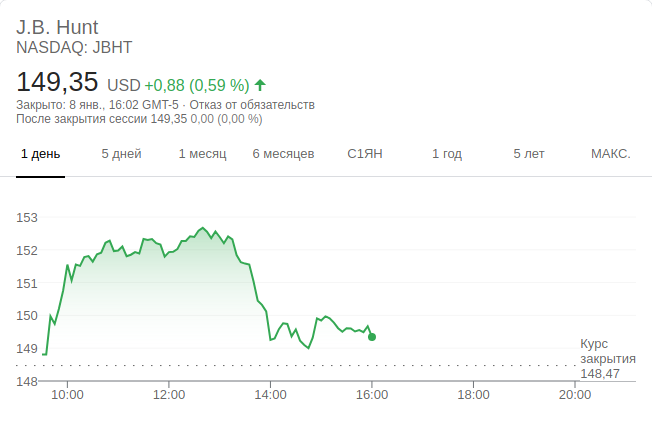 J.B. Hunt
NASDAQ: JBHT
149,35 USD +0,88 (0,59 %)
Закрыто: 8 янв., 16:02 GMT-5 · Отказ от обязательств
После закрытия сессии 149,35 0,00 (0,00 %)
1 день 5 дней 1 месяц 6 месяцев С1ЯН 1 год 5 лет МАКС.
153
152
151
150
149
Курс
закрытия
148,47
148
10:00 12:00 14:00 16:00 18:00 20:00